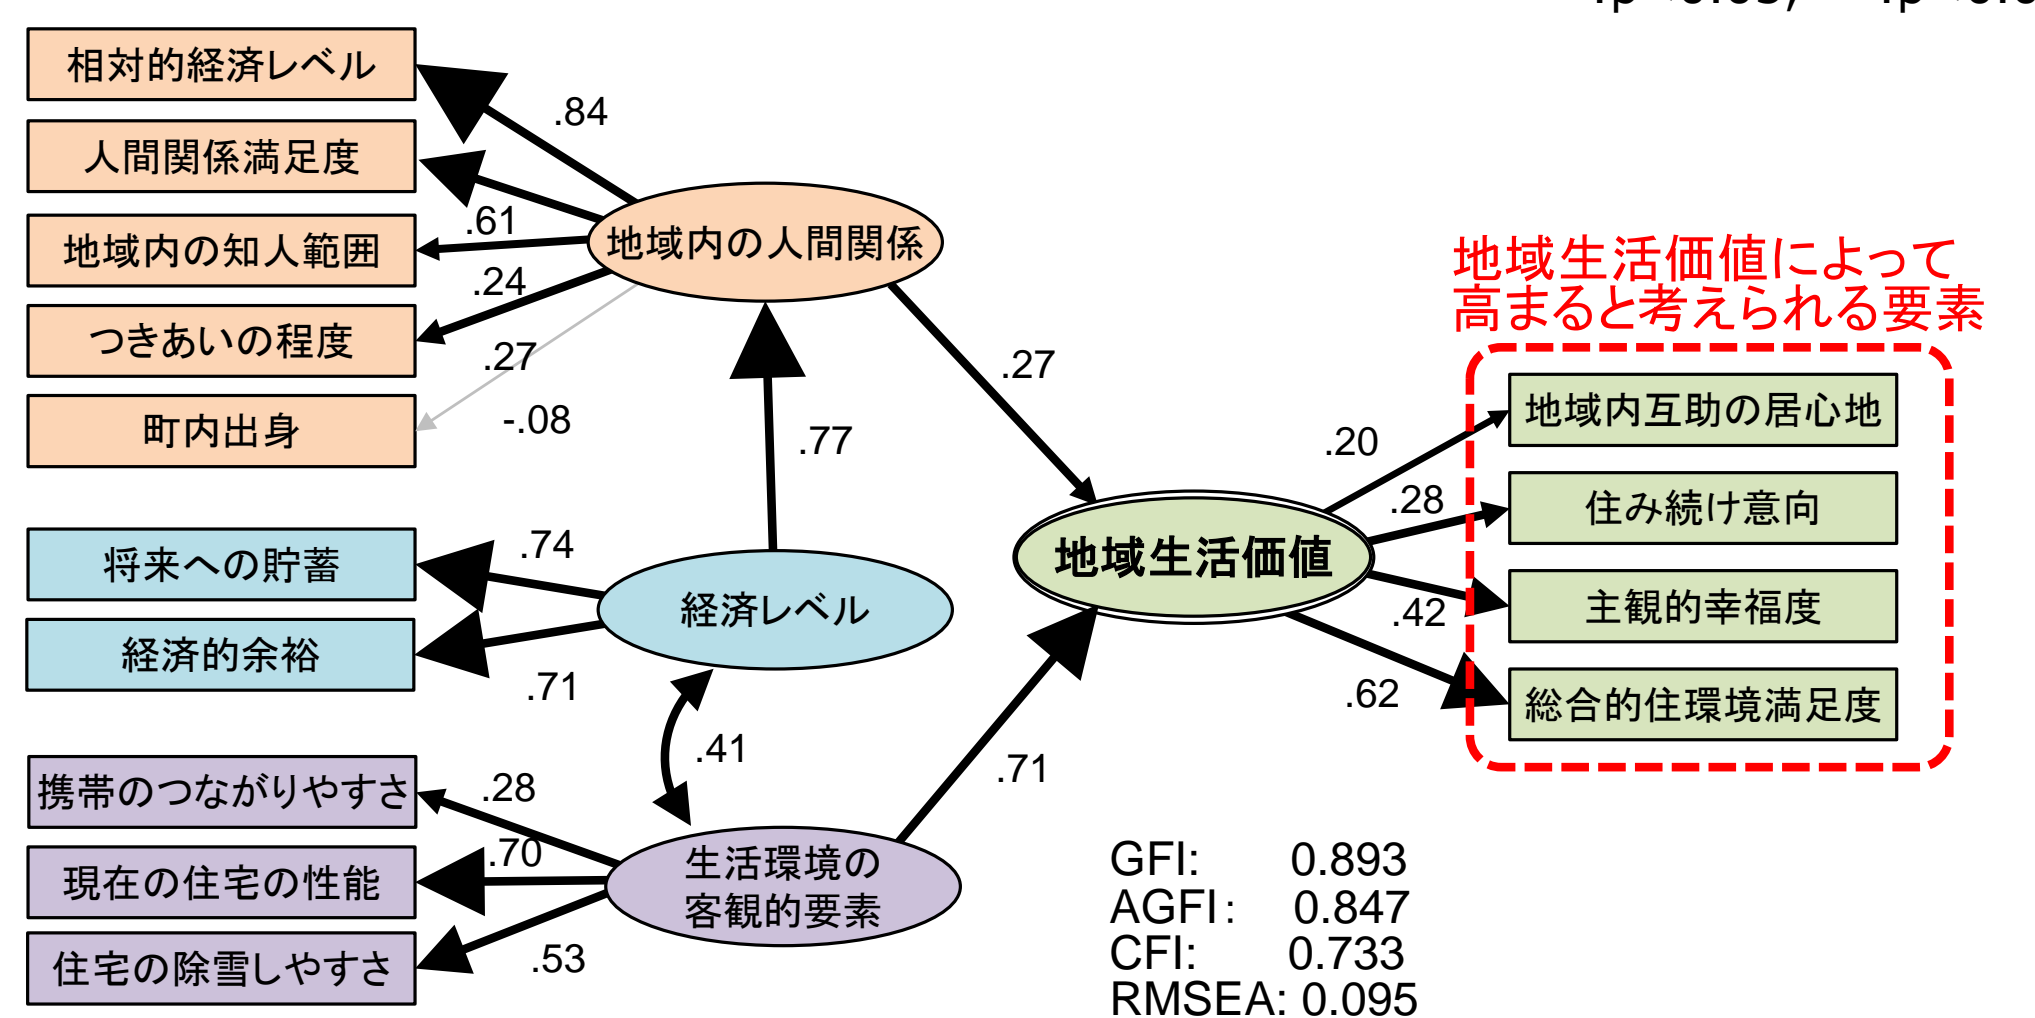 相対的経済レベル
.84
人間関係満足度
.61
地域内の知人範囲
.24
つきあいの程度
.27
町内出身
-.08
地域内の人間関係
.27
.77
将来への貯蓄
.74
経済的余裕
.71
経済レベル
.41
携帯のつながりやすさ
.28
現在の住宅の性能
.70
住宅の除雪しやすさ
.53
生活環境の
客観的要素
.71
地域生活価値
地域生活価値によって
高まると考えられる要素
.20
地域内互助の居心地
.28
住み続け意向
.42
主観的幸福度
.62
総合的住環境満足度
GFI: 0.893
AGFI: 0.847
CFI: 0.733
RMSEA: 0.095